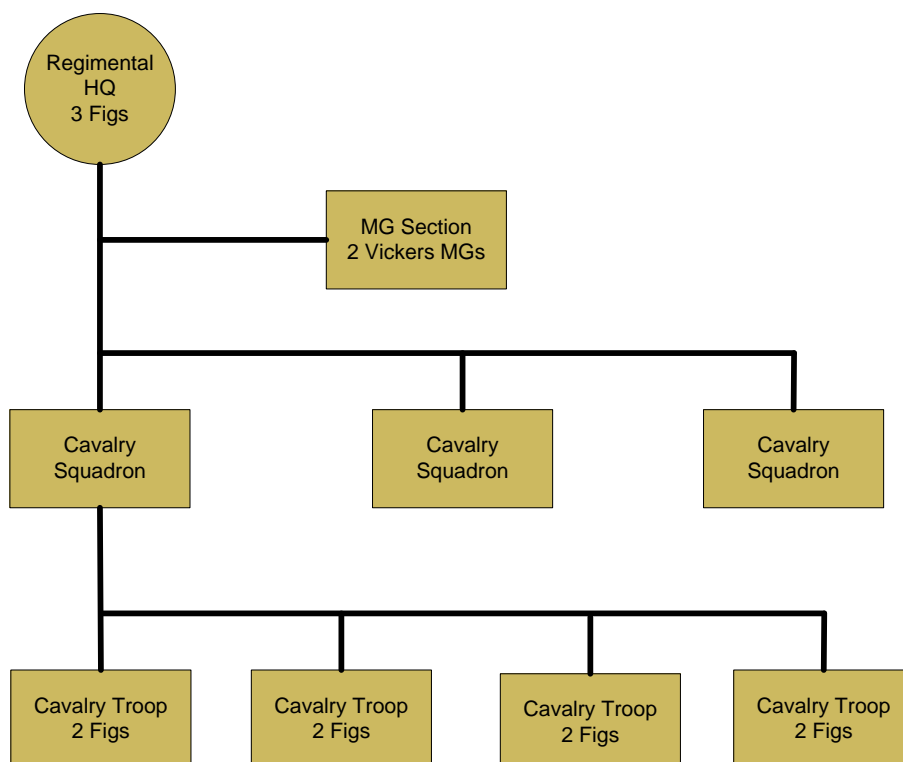 Regimental
HQ
3 Figs
MG Section
2 Vickers MGs
Cavalry
Squadron
Cavalry
Squadron
Cavalry
Squadron
Cavalry Troop
2 Figs
Cavalry Troop
2 Figs
Cavalry Troop
2 Figs
Cavalry Troop
2 Figs